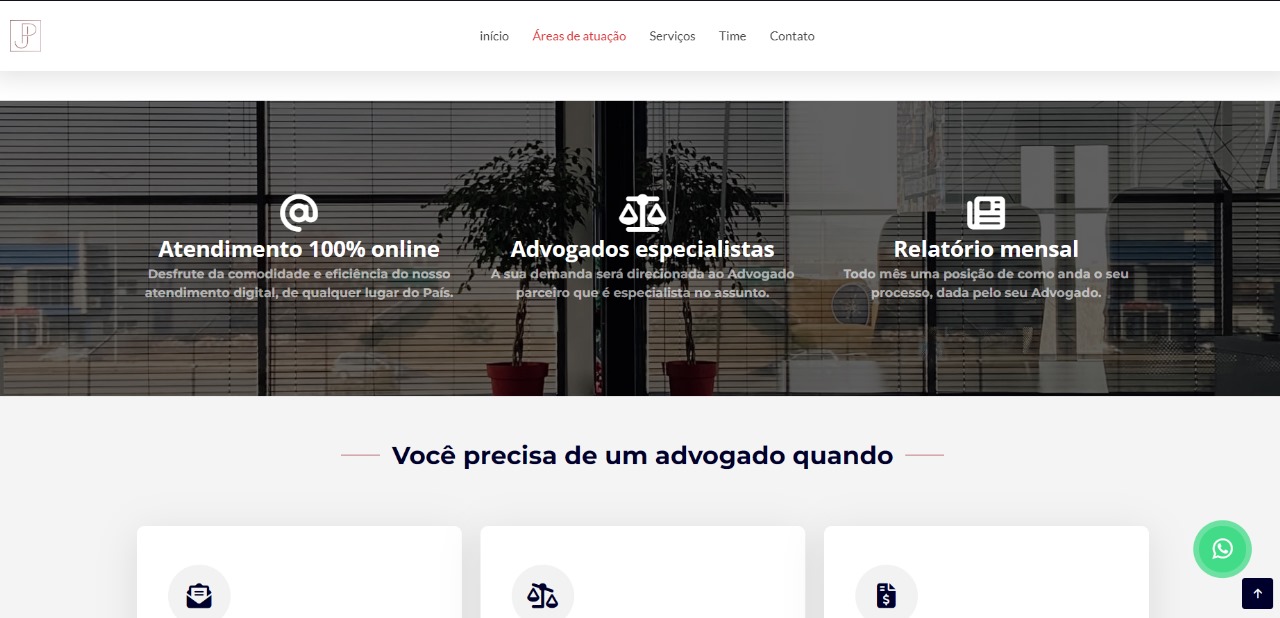 JP
início Áreas de atuação Serviços Time Contato
Atendimento 100% online
Desfrute da comodidade e eficiência do nosso
atendimento digital, de qualquer lugar do País.
Advogados especialistas
A sua demanda será direcionada ao Advogado
parceiro que é especialista no assunto.
Relatório mensal
Todo mês uma posição de como anda o seu
processo, dada pelo seu Advogado.
Você precisa de um advogado quando